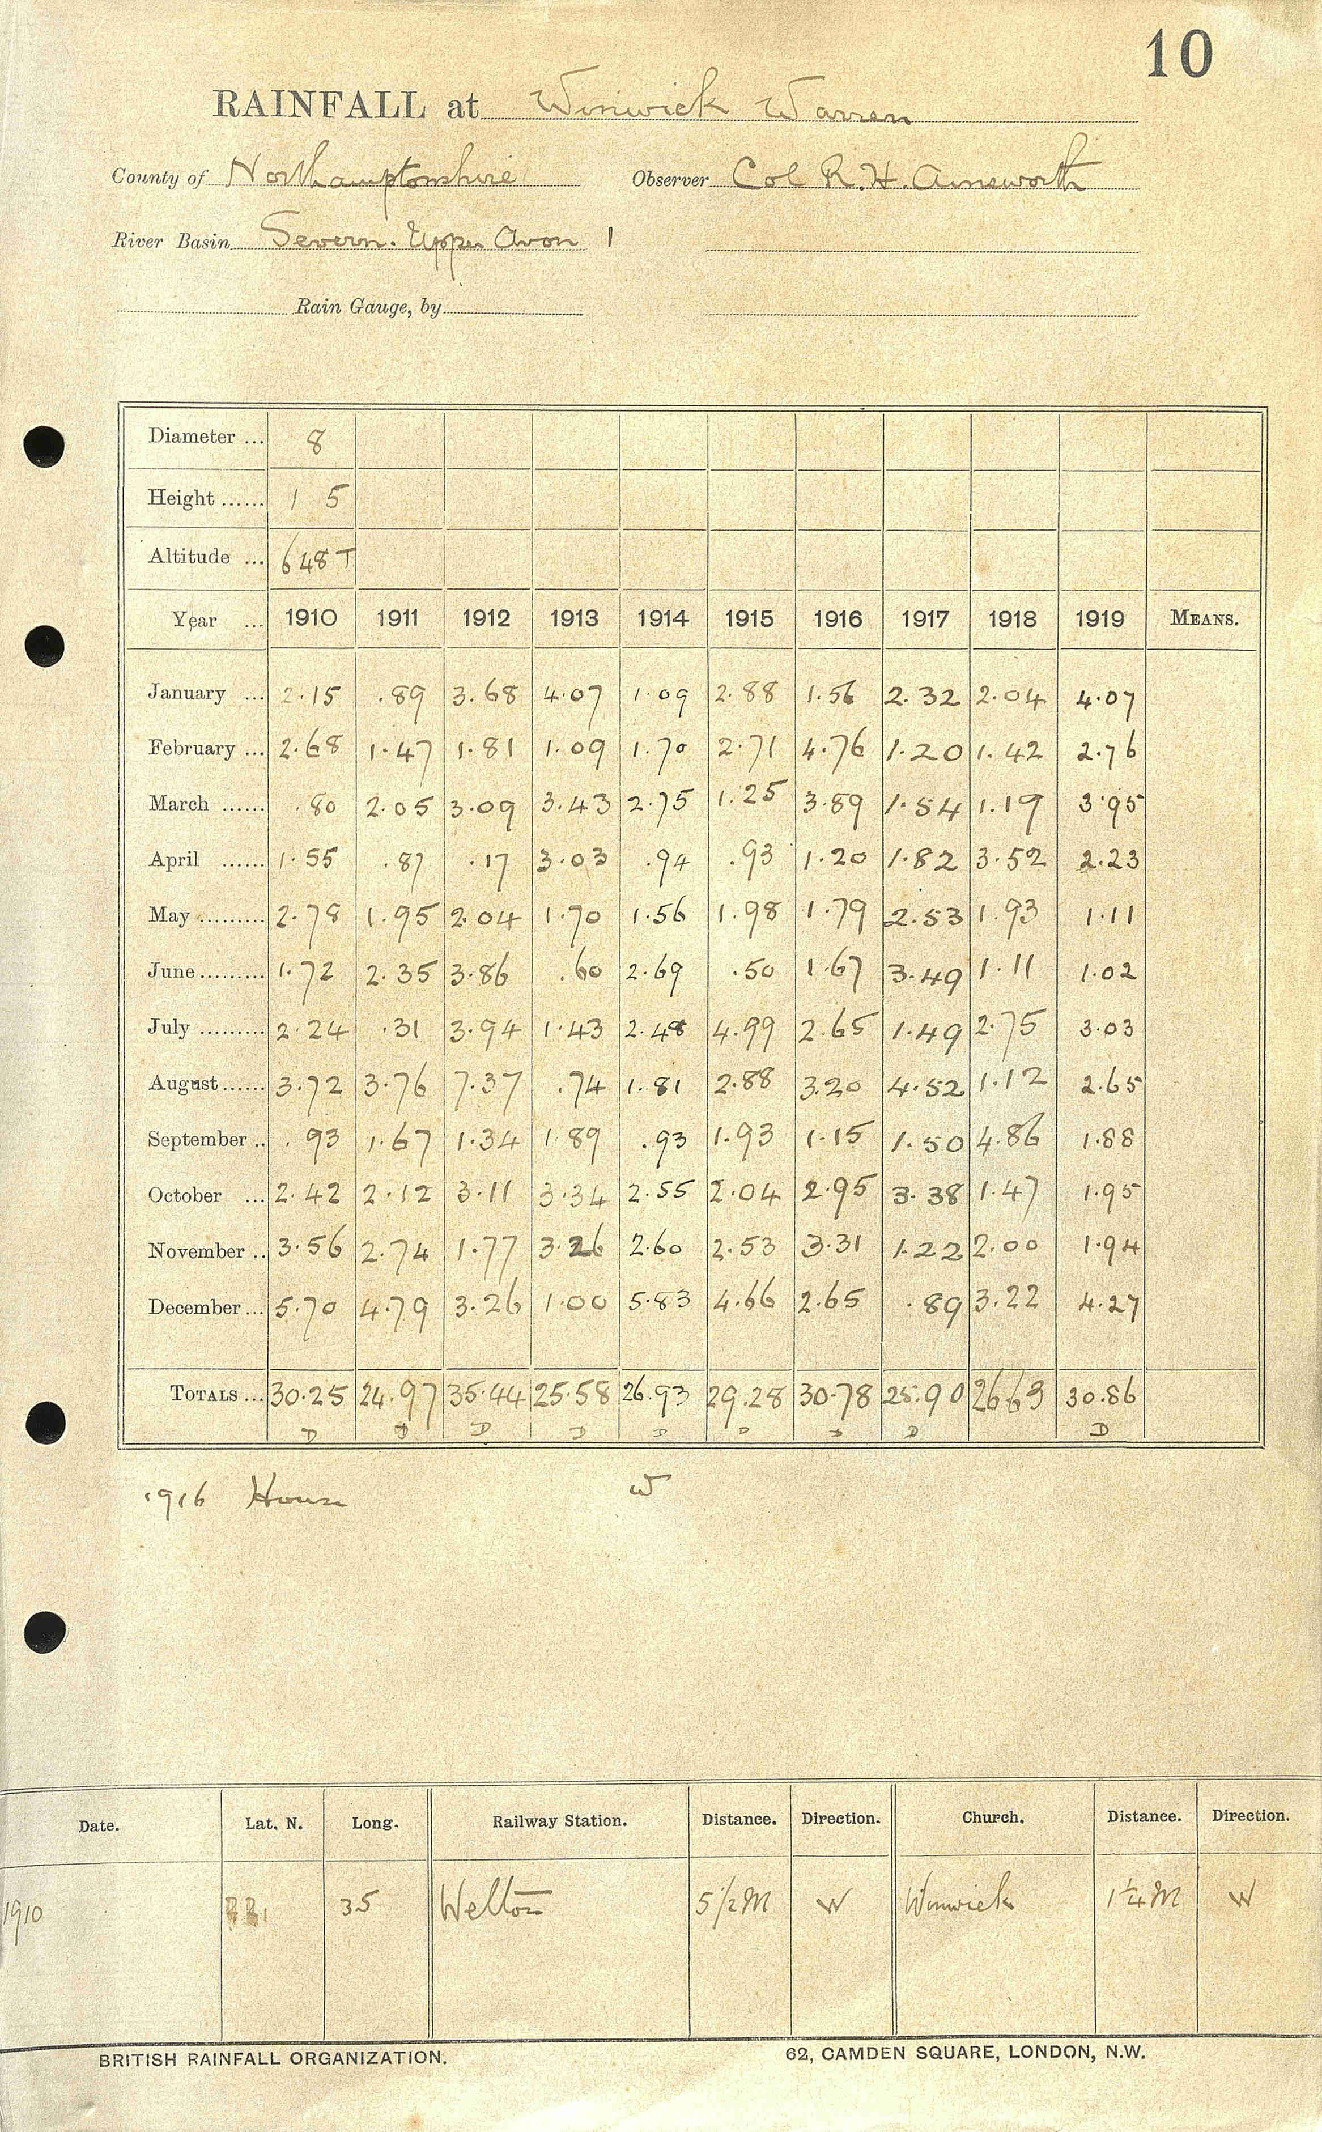 10
RAINFALL at Winwick Warren
County of Northamptonshire Observer Col R.H. Ainsworth
River Basin Severn. Upper Avon 1
Rain Gauge, by
Diameter ... 8
Height ...... 1 5
Altitude ... 648 T
Year ... 1910 1911 1912 1913 1914 1915 1916 1917 1918 1919 MEANS.
January ... 2.15 .89 3.68 4.07 1.09 2.88 1.56 2.32 2.04 4.07
February ... 2.68 1.47 1.81 1.09 1.70 2.71 4.76 1.20 1.42 2.76
March ...... .80 2.05 3.09 3.43 2.75 1.25 3.89 1.54 1.19 3.95
April ...... 1.55 .87 .17 3.03 .94 .93 1.20 1.82 3.52 2.23
May ......... 2.78 1.95 2.04 1.70 1.56 1.98 1.79 2.53 1.93 1.11
June ......... 1.72 2.35 3.86 .60 2.69 .50 1.67 3.49 1.11 1.02
July ......... 2.24 .31 3.94 1.43 2.48 4.99 2.65 1.49 2.75 3.03
August ...... 3.72 3.76 7.37 .74 1.81 2.88 3.20 4.52 1.12 2.65
September .. .93 1.67 1.34 1.89 .93 1.93 1.15 1.50 4.86 1.88
October ... 2.42 2.12 3.11 3.34 2.55 2.04 2.95 3.38 1.47 1.95
November .. 3.56 2.74 1.77 3.26 2.60 2.53 3.31 1.22 2.00 1.94
December ... 5.70 4.79 3.26 1.00 5.83 4.66 2.65 .89 3.22 4.27
TOTALS ... 30.25 24.97 35.44 25.58 26.93 29.28 30.78 25.90 26.63 30.86
D D D D D D D D D
1916 House W
Date. Lat. N. Long. Railway Station. Distance. Direction. Church. Distance. Direction.
1910 35 Welton 5 1/2 M W Winwick 1 1/4 M W
BRITISH RAINFALL ORGANIZATION. 62, CAMDEN SQUARE, LONDON, N.W.